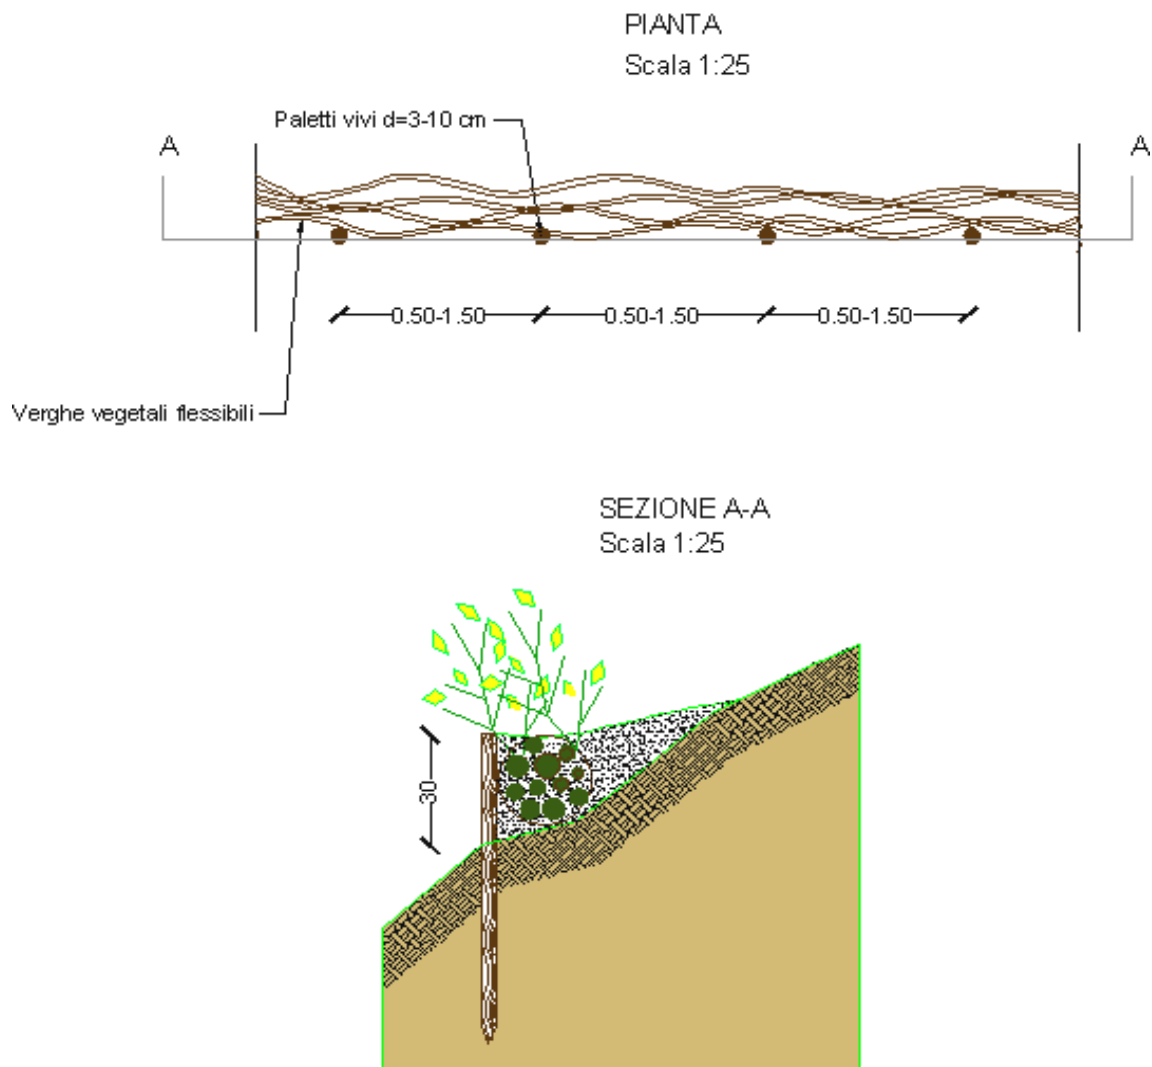 PIANTA
Scala 1:25
Paletti vivi d=3-10 cm
A
A
0.50-1.50
0.50-1.50
0.50-1.50
Verghe vegetali flessibili
SEZIONE A-A
Scala 1:25
30